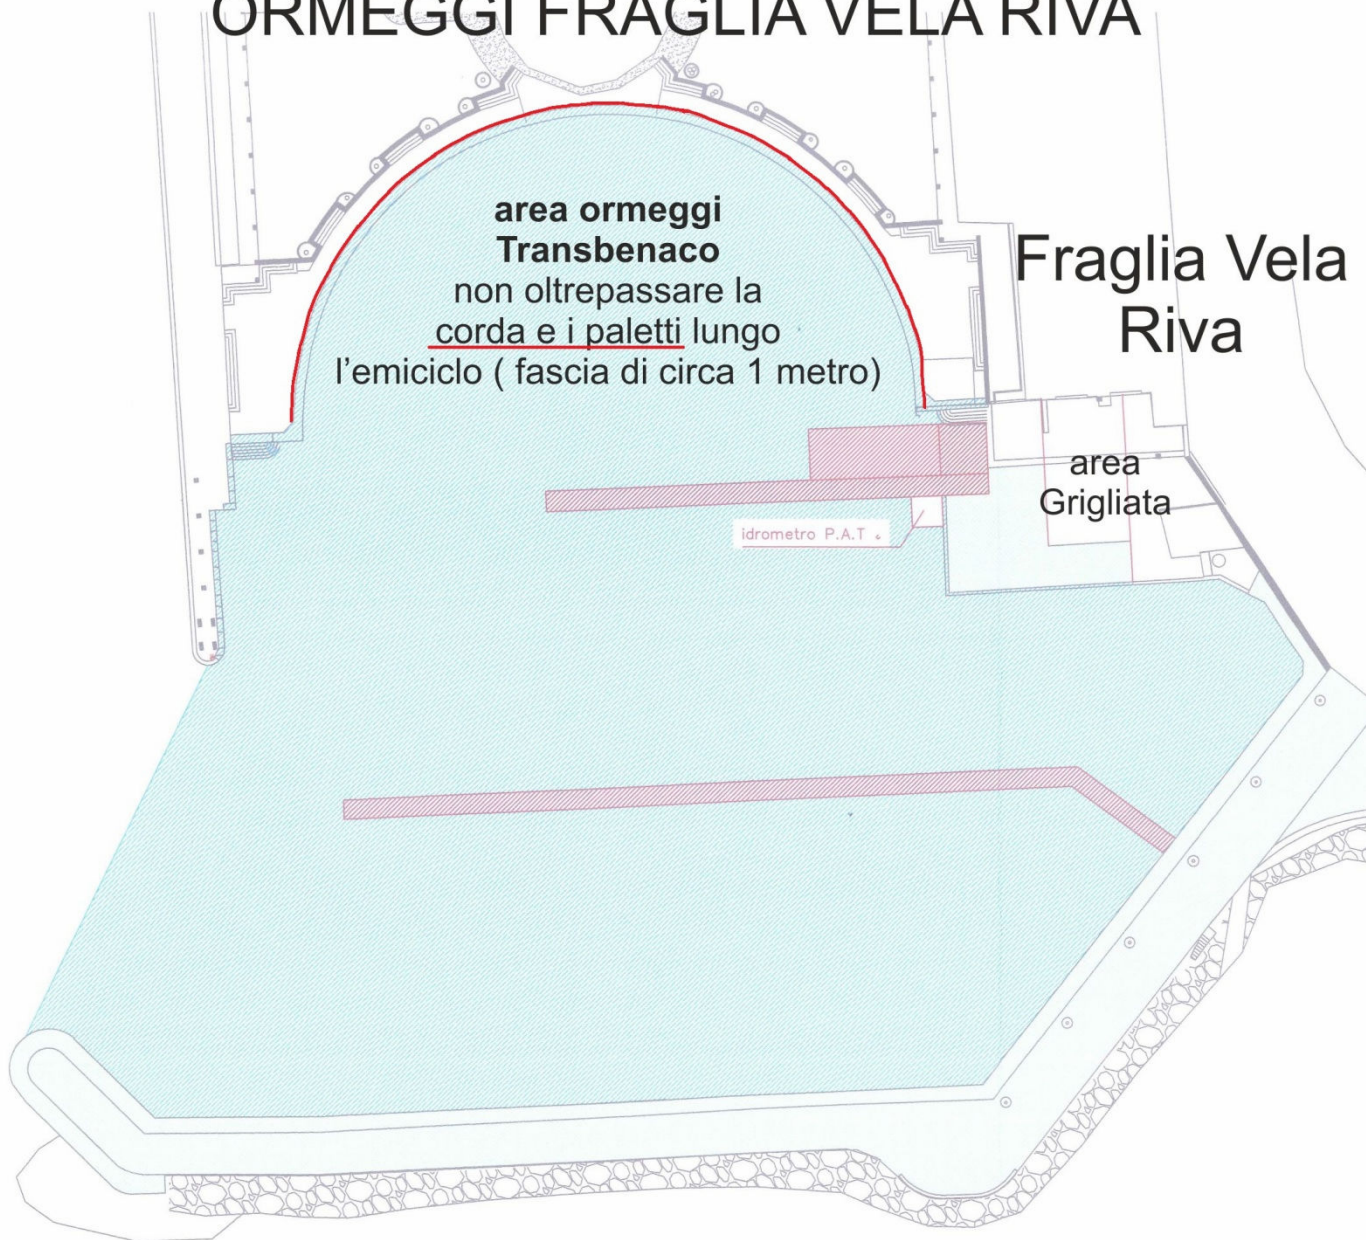 ORMEGGI FRAGLIA VELA RIVA
area ormeggi
Transbenaco
non oltrepassare la
corda e i paletti lungo
l'emiciclo ( fascia di circa 1 metro)
Fraglia Vela
Riva
area
Grigliata
idrometro P.A.T.